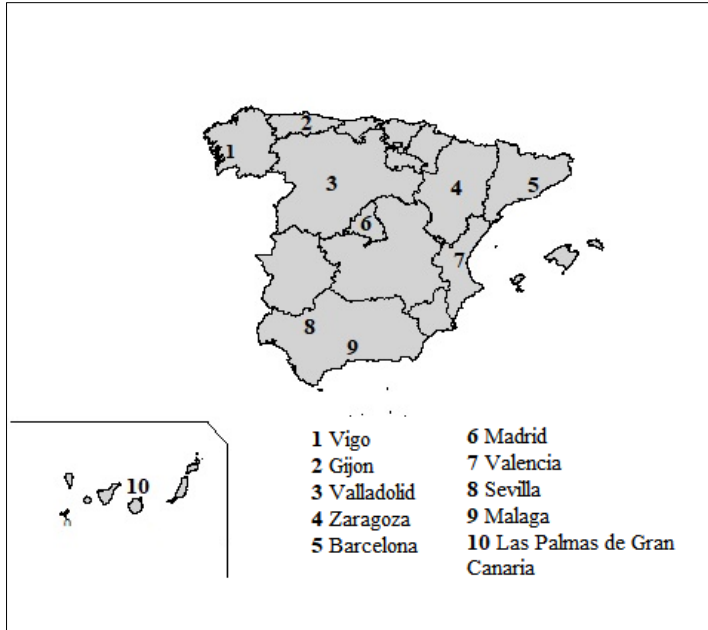 1
2
3
4
5
6
7
8
9
10
1 Vigo
2 Gijon
3 Valladolid
4 Zaragoza
5 Barcelona
6 Madrid
7 Valencia
8 Sevilla
9 Malaga
10 Las Palmas de Gran
Canaria